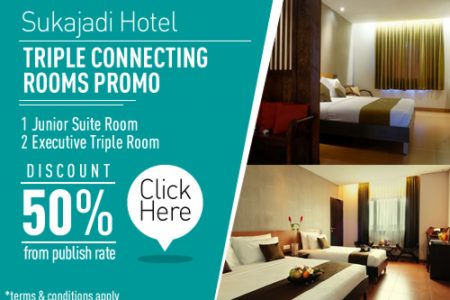 Sukajadi Hotel
TRIPLE CONNECTING
ROOMS PROMO
1 Junior Suite Room
2 Executive Triple Room
DISCOUNT
50%
from publish rate
Click
Here
*terms & conditions apply